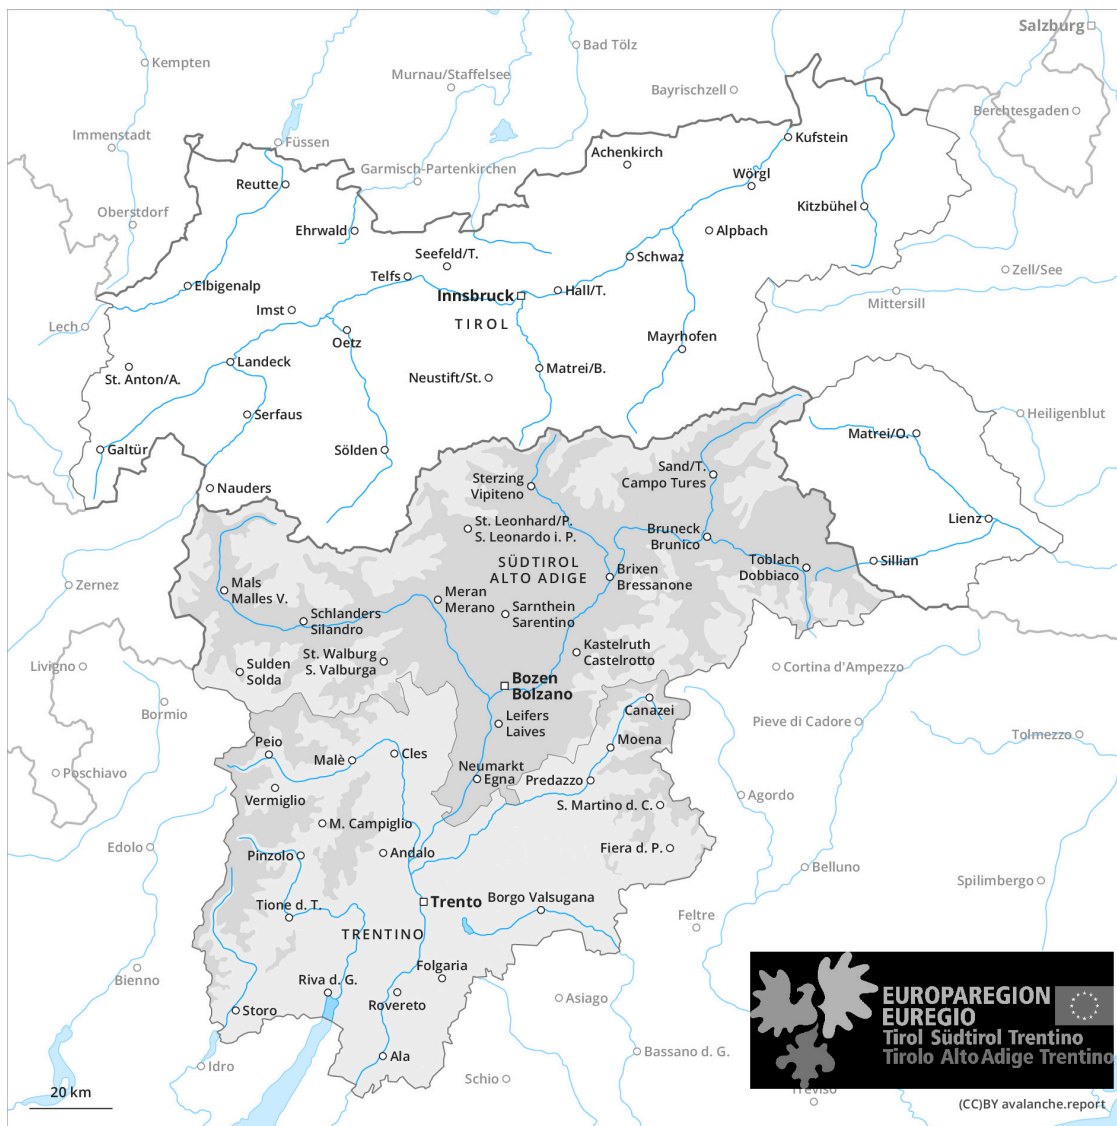 Salzburg
Bad Tölz
Kempten
Murnau/Staffelsee
Bayrischzell
Berchtesgaden
Immenstadt
Füssen
Kufstein
Achenkirch
Garmisch-Partenkirchen
Wörgl
Reutte
Kitzbühel
Oberstdorf
Ehrwald
Alpbach
Seefeld/T.
Schwaz
Zell/See
Telfs
Elbigenalp
Innsbruck
Hall/T.
Mittersill
Imst
TIROL
Lech
Oetz
Mayrhofen
Landeck
Matrei/B.
St. Anton/A.
Neustift/St.
Serfaus
Heiligenblut
Matrei/O.
Galtür
Sölden
Sand/T.
Campo Tures
Sterzing
Vipiteno
Nauders
Lienz
St. Leonhard/P.
S. Leonardo i. P.
Bruneck
Brunico
SÜDTIROL
ALTO ADIGE
Toblach
Dobbiaco
Sillian
Brixen
Bressanone
Zernez
Mals
Malles V.
Meran
Merano
Schlanders
Silandro
Sarnthein
Sarentino
Kastelruth
Castelrotto
St. Walburg
S. Valburga
Livigno
Sulden
Solda
Cortina d'Ampezzo
Bozen
Bolzano
Canazei
Bormio
Leifers
Laives
Pieve di Cadore
Tolmezzo
Peio
Moena
Cles
Malè
Neumarkt
Egna
Poschiavo
Predazzo
Vermiglio
Agordo
S. Martino d. C.
M. Campiglio
Edolo
Fiera d. P.
Andalo
Pinzolo
Belluno
Spilimbergo
Borgo Valsugana
Trento
Tione d. T.
Feltre
TRENTINO
Folgaria
Bienno
Riva d. G.
Rovereto
Asiago
Storo
EUROPAREGION
EUREGIO
Tirol Südtirol Trentino
Tirolo Alto Adige Trentino
Ala
Bassano d. G.
Idro
Schio
Treviso
20 km
(CC)BY avalanche.report